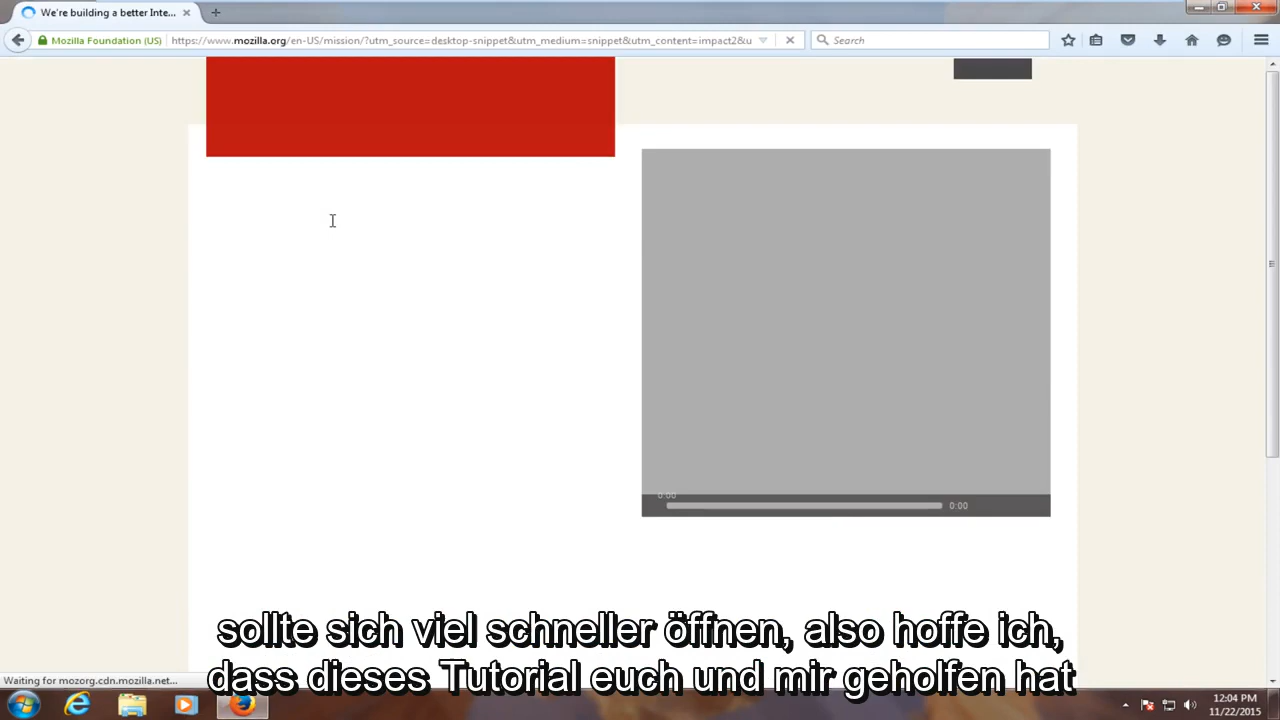 We're building a better Inte...
Mozilla Foundation (US)
https://www.mozilla.org/en-US/mission/?utm_source=desktop-snippet&utm_medium=snippet&utm_content=impact2&u
Search
0:00
0:00
sollte sich viel schneller öffnen, also hoffe ich,
dass dieses Tutorial euch und mir geholfen hat
Waiting for mozorg.cdn.mozilla.net...
12:04 PM
11/22/2015